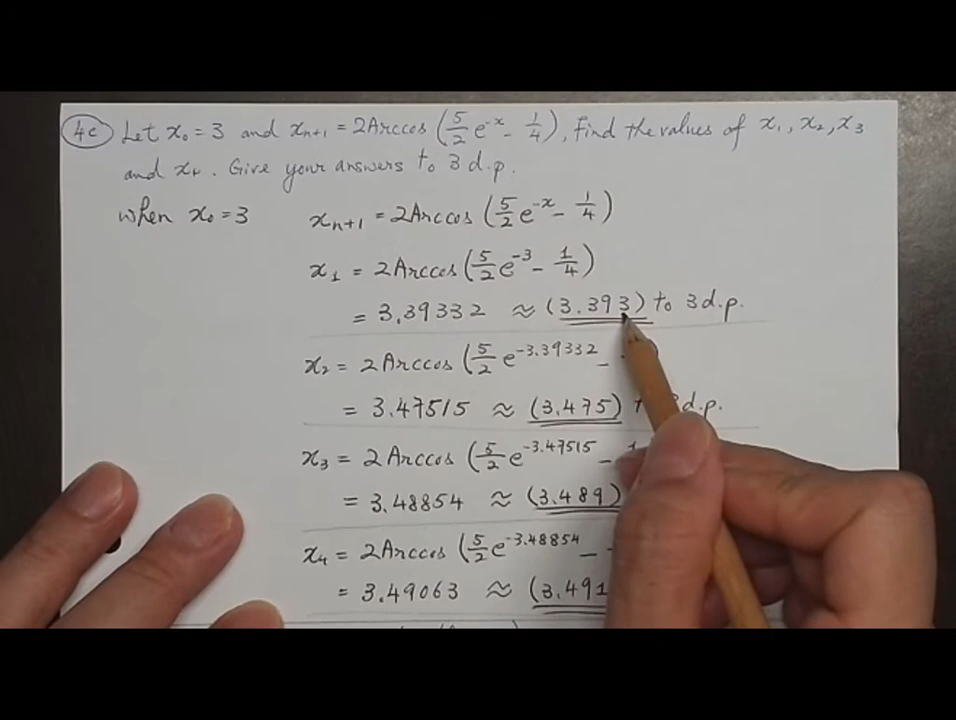 4c Let x₀ = 3 and xₙ₊₁ = 2Arccos (5/2 e⁻ˣ - 1/4), Find the values of x₁, x₂, x₃
and x₄. Give your answers to 3 d.p.
when x₀ = 3 xₙ₊₁ = 2Arccos (5/2 e⁻ˣ - 1/4)
x₁ = 2Arccos (5/2 e⁻³ - 1/4)
= 3.39332 ≈ (3.393) to 3 d.p.
x₂ = 2Arccos (5/2 e^-3.39332 -
= 3.47515 ≈ (3.475) d.p.
x₃ = 2Arccos (5/2 e^-3.47515 -
= 3.48854 ≈ (3.489)
x₄ = 2Arccos (5/2 e^-3.48854 -
= 3.49063 ≈ (3.491